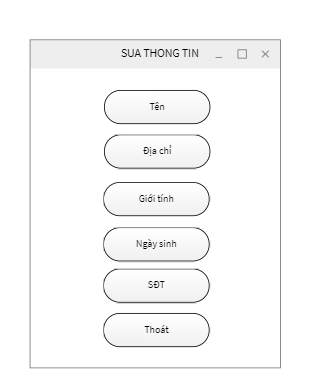 SUA THONG TIN
Tên
Địa chỉ
Giới tính
Ngày sinh
SĐT
Thoát